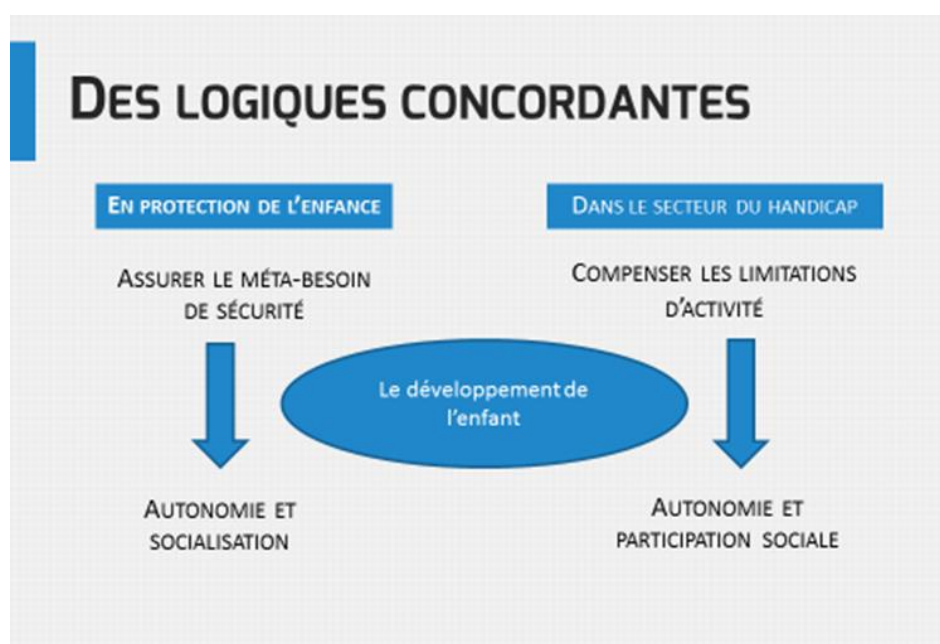 DES LOGIQUES CONCORDANTES
EN PROTECTION DE L'ENFANCE
ASSURER LE MÉTA-BESOIN
DE SÉCURITÉ
AUTONOMIE ET
SOCIALISATION
Le développement de
l'enfant
DANS LE SECTEUR DU HANDICAP
COMPENSER LES LIMITATIONS
D'ACTIVITÉ
AUTONOMIE ET
PARTICIPATION SOCIALE